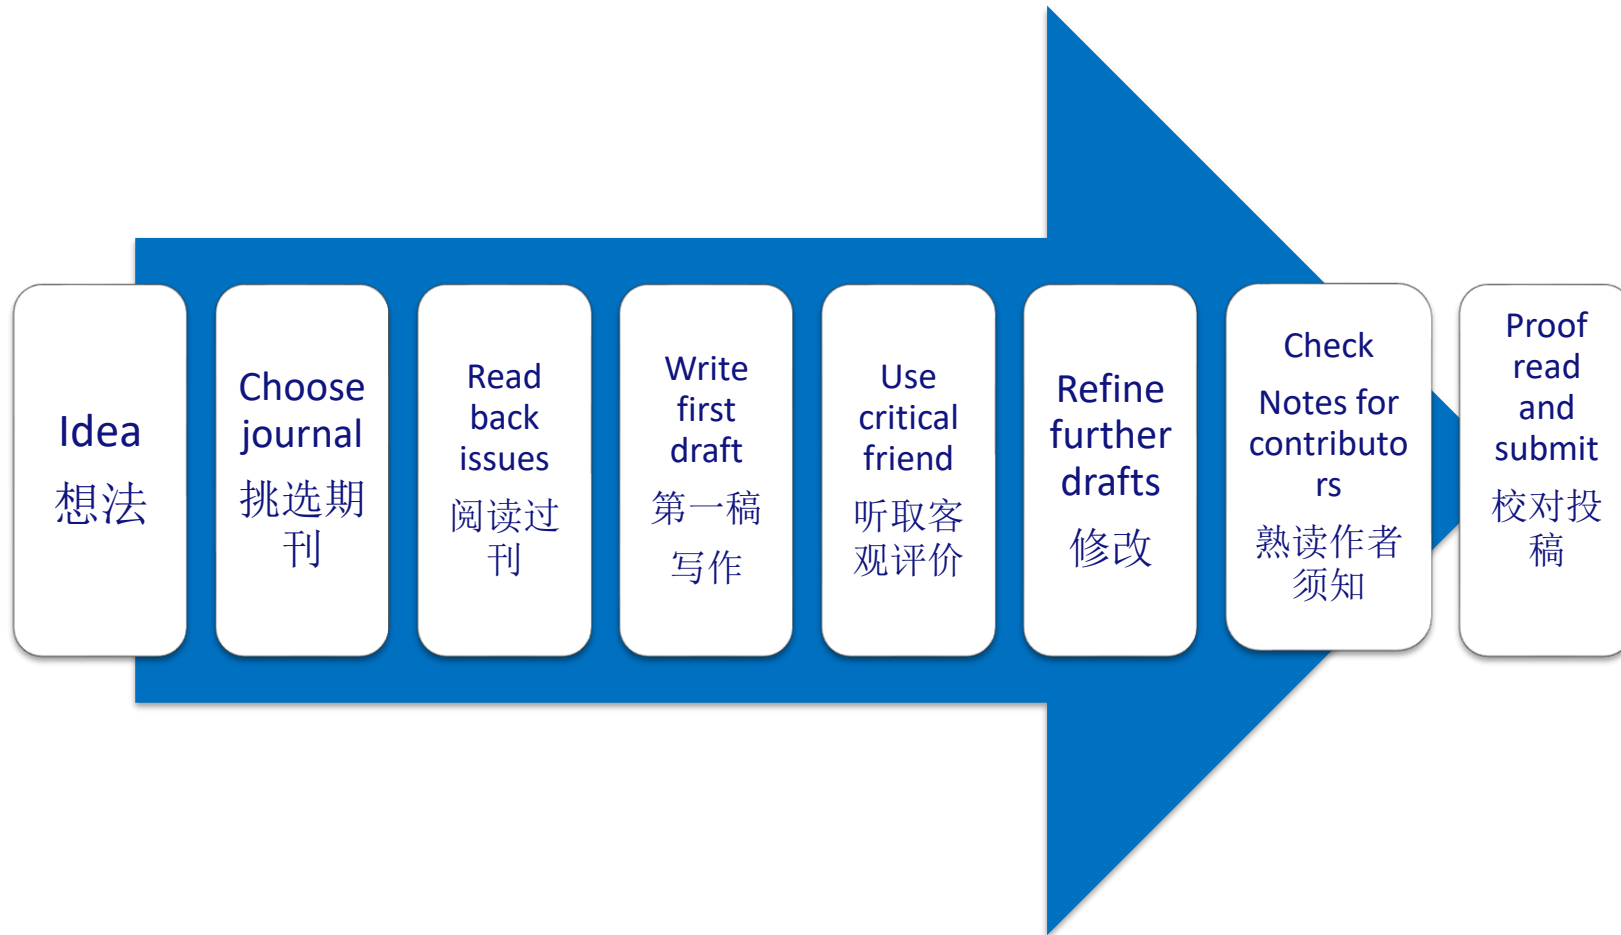 Idea
想法
Choose
journal
挑选期
刊
Read
back
issues
阅读过
刊
Write
first
draft
第一稿
写作
Use
critical
friend
听取客
观评价
Refine
further
drafts
修改
Check
Notes for
contributo
rs
熟读作者
须知
Proof
read
and
submit
校对投
稿